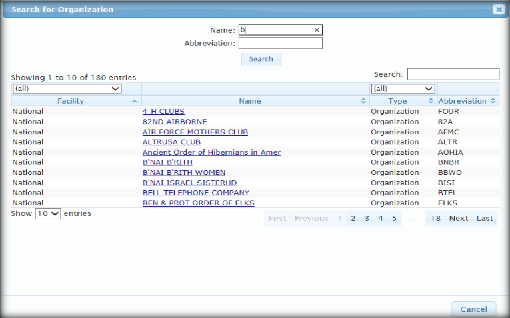 Search for Organization
Name: b
Abbreviation:
Search
Showing 1 to 10 of 180 entries
Search:
(all) (all)
Facility Name Type Abbreviation
National 4-H CLUBS Organization FOUR
National 82ND AIRBORNE Organization 82A
National AIR FORCE MOTHERS CLUB Organization AFMC
National ALTRUSA CLUB Organization ALTR
National Ancient Order of Hibernians in Amer Organization AOHIA
National B'NAI B'RITH Organization BNBR
National B'NAI B'RITH WOMEN Organization BBWO
National B'NAI ISRAEL SISTERHD Organization BISI
National BELL TELEPHONE COMPANY Organization BTEL
National BEN & PROT ORDER OF ELKS Organization ELKS
Show 10 entries
First Previous 1 2 3 4 5 ... 18 Next Last
Cancel